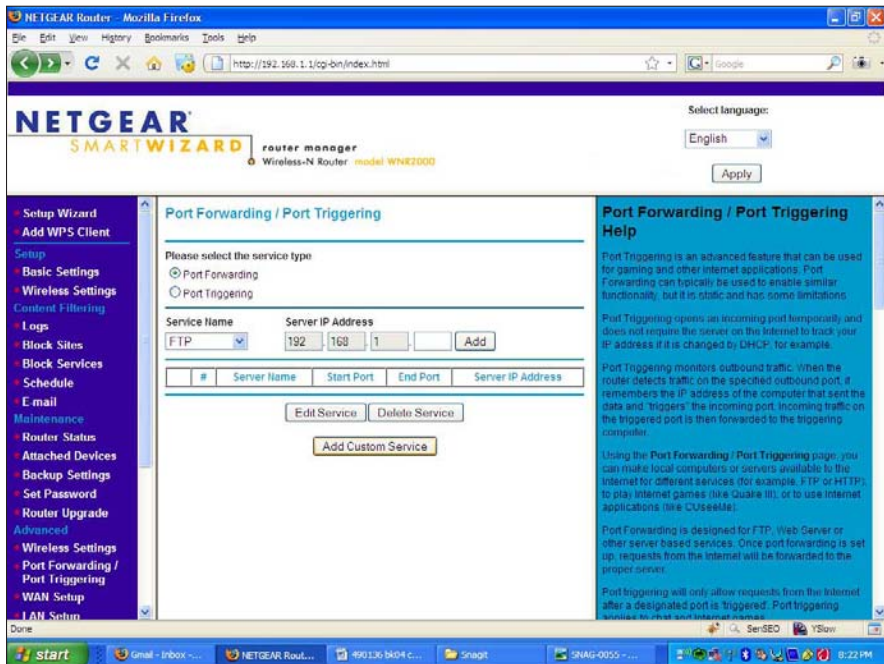 NETGEAR Router - Mozilla Firefox
File Edit View History Bookmarks Tools Help
http://192.168.1.1/cgi-bin/index.html
Google
NETGEAR
SMARTWIZARD
router manager
Wireless-N Router model WNR2000
Select language:
English
Apply
Setup Wizard
Add WPS Client
Setup
Basic Settings
Wireless Settings
Content Filtering
Logs
Block Sites
Block Services
Schedule
E-mail
Maintenance
Router Status
Attached Devices
Backup Settings
Set Password
Router Upgrade
Advanced
Wireless Settings
Port Forwarding /
Port Triggering
WAN Setup
LAN Setup
Port Forwarding / Port Triggering
Please select the service type
Port Forwarding
Port Triggering
Service Name Server IP Address
FTP 192 . 168 . 1 . Add
# Server Name Start Port End Port Server IP Address
Edit Service Delete Service
Add Custom Service
Port Forwarding / Port Triggering
Help
Port Triggering is an advanced feature that can be used
for gaming and other internet applications. Port
Forwarding can typically be used to enable similar
functionality, but it is static and has some limitations.
Port Triggering opens an incoming port temporarily and
does not require the server on the Internet to track your
IP address if it is changed by DHCP, for example.
Port Triggering monitors outbound traffic. When the
router detects traffic on the specified outbound port, it
remembers the IP address of the computer that sent the
data and "triggers" the incoming port. Incoming traffic on
the triggered port is then forwarded to the triggering
computer.
Using the Port Forwarding / Port Triggering page, you
can make local computers or servers available to the
Internet for different services (for example, FTP or HTTP),
to play Internet games (like Quake III), or to use Internet
applications (like CUseeMe).
Port Forwarding is designed for FTP, Web Server or
other server based services. Once port forwarding is set
up, requests from the Internet will be forwarded to the
proper server.
Port triggering will only allow requests from the Internet
after a designated port is 'triggered'. Port triggering
applies to chat and Internet games.
Done
SenSEO YSlow
start Gmail - Inbox -... NETGEAR Rout... 490136 bk04 c... Snagit SNAG-0055 -... 8:22 PM